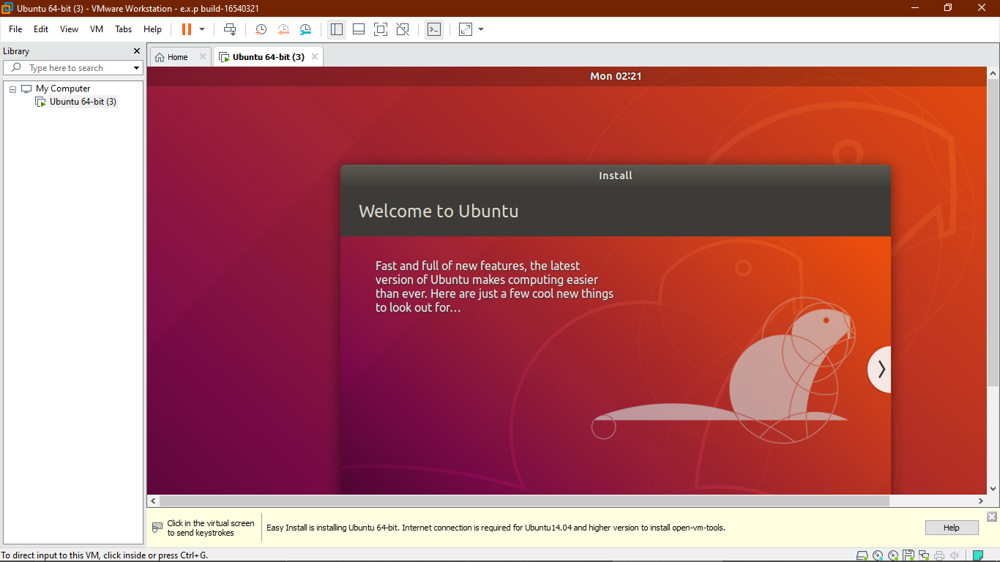 Ubuntu 64-bit (3) - VMware Workstation - e.x.p build-16540321
File Edit View VM Tabs Help
Library
Type here to search
My Computer
Ubuntu 64-bit (3)
Home
Ubuntu 64-bit (3)
Mon 02:21
Install
Welcome to Ubuntu
Fast and full of new features, the latest
version of Ubuntu makes computing easier
than ever. Here are just a few cool new things
to look out for…
Click in the virtual screen
to send keystrokes
Easy Install is installing Ubuntu 64-bit. Internet connection is required for Ubuntu14.04 and higher version to install open-vm-tools.
Help
To direct input to this VM, click inside or press Ctrl+G.